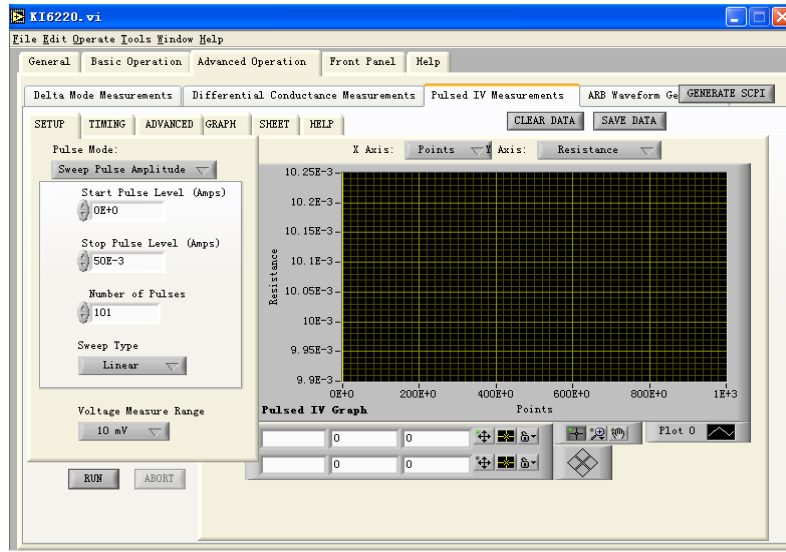 KI6220.vi
File Edit Operate Tools Window Help
General Basic Operation Advanced Operation Front Panel Help
Delta Mode Measurements Differential Conductance Measurements Pulsed IV Measurements ARB Waveform Ge GENERATE SCPI
SETUP TIMING ADVANCED GRAPH SHEET HELP CLEAR DATA SAVE DATA
Pulse Mode: X Axis: Points Y Axis: Resistance
Sweep Pulse Amplitude
Start Pulse Level (Amps)
0E+0
Stop Pulse Level (Amps)
50E-3
Number of Pulses
101
Sweep Type
Linear
Voltage Measure Range
10 mV
RUN ABORT
10.25E-3
10.2E-3
10.15E-3
10.1E-3
10.05E-3
10E-3
9.95E-3
9.9E-3
Resistance
0E+0 200E+0 400E+0 600E+0 800E+0 1E+3
Pulsed IV Graph Points
0 0 Plot 0
0 0